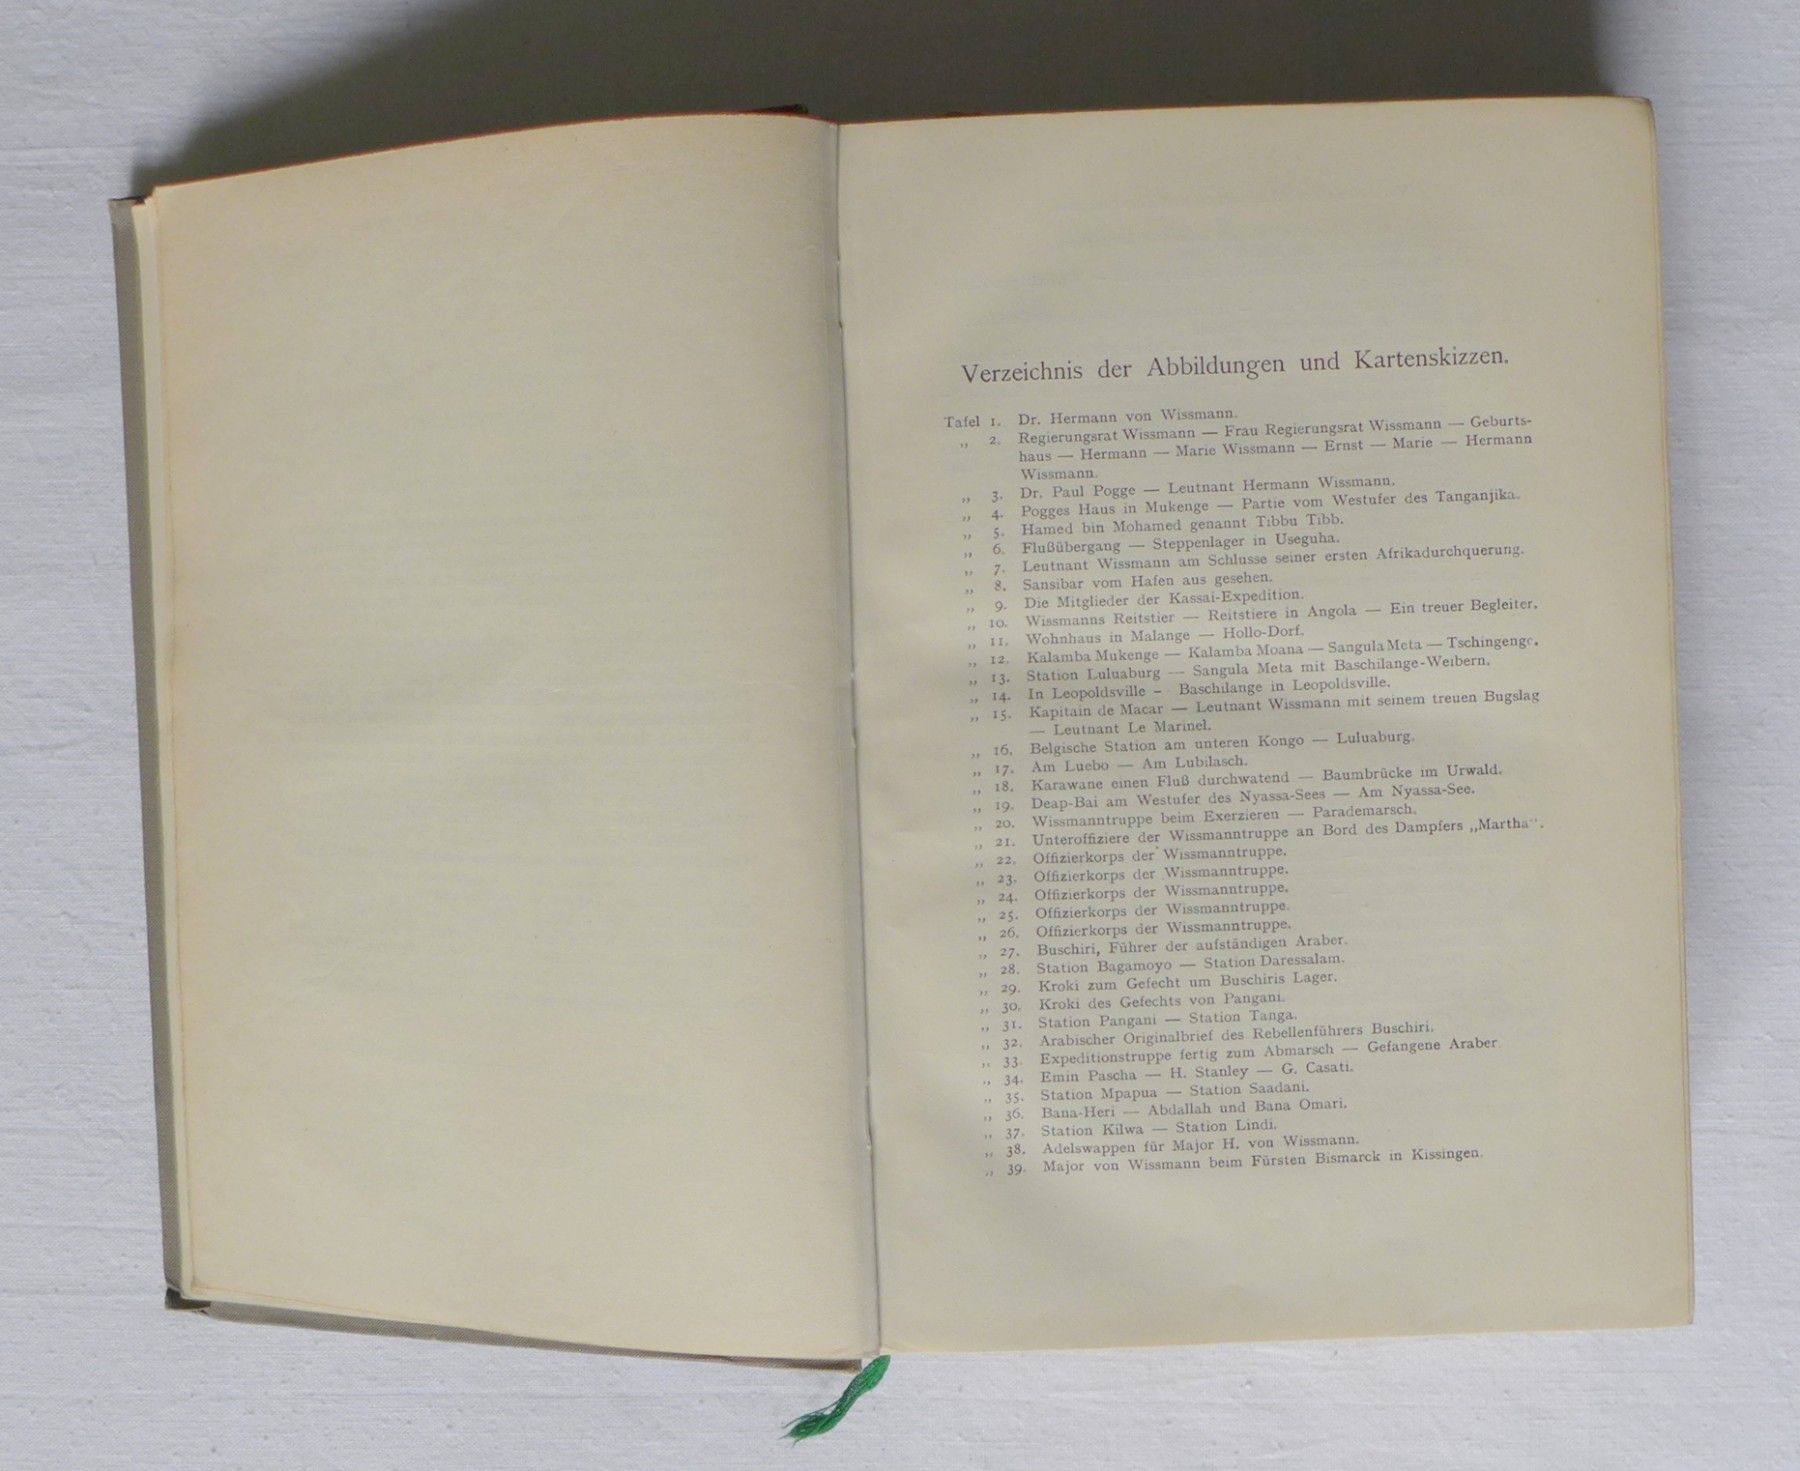 Verzeichnis der Abbildungen und Kartenskizzen.
Tafel 1. Dr. Hermann von Wissmann.
„ 2. Regierungsrat Wissmann — Frau Regierungsrat Wissmann — Geburts-
haus — Hermann — Marie Wissmann — Ernst — Marie — Hermann
Wissmann.
„ 3. Dr. Paul Pogge — Leutnant Hermann Wissmann.
„ 4. Pogges Haus in Mukenge — Partie vom Westufer des Tanganjika.
„ 5. Hamed bin Mohamed genannt Tibbu Tibb.
„ 6. Flußübergang — Steppenlager in Useguha.
„ 7. Leutnant Wissmann am Schlusse seiner ersten Afrikadurchquerung.
„ 8. Sansibar vom Hafen aus gesehen.
„ 9. Die Mitglieder der Kassai-Expedition.
„ 10. Wissmanns Reitstier — Reitstiere in Angola — Ein treuer Begleiter.
„ 11. Wohnhaus in Malange — Hollo-Dorf.
„ 12. Kalamba Mukenge — Kalamba Moana — Sangula Meta — Tschingenge.
„ 13. Station Luluaburg — Sangula Meta mit Baschilange-Weibern.
„ 14. In Leopoldsville — Baschilange in Leopoldsville.
„ 15. Kapitain de Macar — Leutnant Wissmann mit seinem treuen Bugslag
— Leutnant Le Marinel.
„ 16. Belgische Station am unteren Kongo — Luluaburg.
„ 17. Am Luebo — Am Lubilasch.
„ 18. Karawane einen Fluß durchwatend — Baumbrücke im Urwald.
„ 19. Deap-Bai am Westufer des Nyassa-Sees — Am Nyassa-See.
„ 20. Wissmanntruppe beim Exerzieren — Parademarsch.
„ 21. Unteroffiziere der Wissmanntruppe an Bord des Dampfers „Martha“.
„ 22. Offizierkorps der Wissmanntruppe.
„ 23. Offizierkorps der Wissmanntruppe.
„ 24. Offizierkorps der Wissmanntruppe.
„ 25. Offizierkorps der Wissmanntruppe.
„ 26. Offizierkorps der Wissmanntruppe.
„ 27. Buschiri, Führer der aufständigen Araber.
„ 28. Station Bagamoyo — Station Daressalam.
„ 29. Kroki zum Gefecht um Buschiris Lager.
„ 30. Kroki des Gefechts von Pangani.
„ 31. Station Pangani — Station Tanga.
„ 32. Arabischer Originalbrief des Rebellenführers Buschiri.
„ 33. Expeditionstruppe fertig zum Abmarsch — Gefangene Araber.
„ 34. Emin Pascha — H. Stanley — G. Casati.
„ 35. Station Mpapua — Station Saadani.
„ 36. Bana-Heri — Abdallah und Bana Omari.
„ 37. Station Kilwa — Station Lindi.
„ 38. Adelswappen für Major H. von Wissmann.
„ 39. Major von Wissmann beim Fürsten Bismarck in Kissingen.